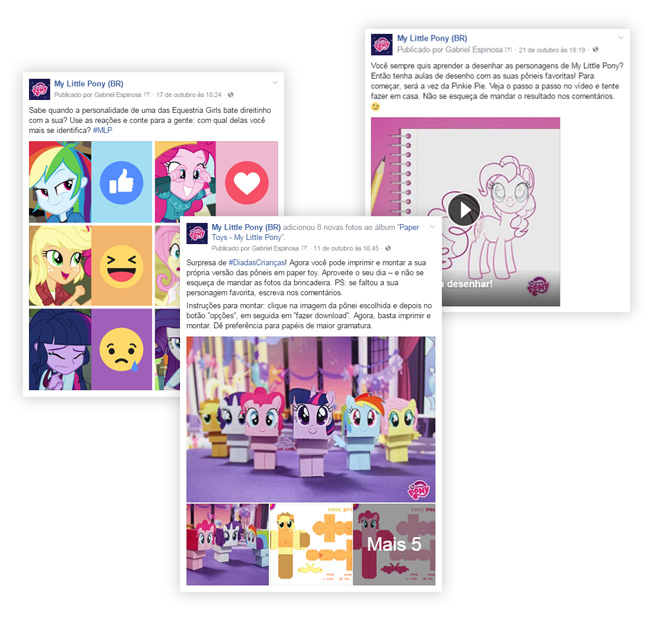 My Little Pony (BR)
Publicado por Gabriel Espinosa [?] · 17 de outubro às 18:24 ·
Sabe quando a personalidade de uma das Equestria Girls bate direitinho
com a sua? Use as reações e conte para a gente: com qual delas você
mais se identifica? #MLP
My Little Pony (BR)
Publicado por Gabriel Espinosa [?] · 21 de outubro às 18:19 ·
Você sempre quis aprender a desenhar as personagens de My Little Pony?
Então tenha aulas de desenho com as suas pôneis favoritas! Para
começar, será a vez da Pinkie Pie. Veja o passo a passo no vídeo e tente
fazer em casa. Não se esqueça de mandar o resultado nos comentários.
a desenhar!
PONY
My Little Pony (BR) adicionou 8 novas fotos ao álbum "Paper
Toys - My Little Pony".
Publicado por Gabriel Espinosa [?] · 11 de outubro às 16:45 ·
Surpresa de #DiadasCrianças! Agora você pode imprimir e montar a sua
própria versão das pôneis em paper toy. Aproveite o seu dia – e não se
esqueça de mandar as fotos da brincadeira. PS: se faltou a sua
personagem favorita, escreva nos comentários.
Instruções para montar: clique na imagem da pônei escolhida e depois no
botão "opções", em seguida em "fazer download". Agora, basta imprimir e
montar. Dê preferência para papéis de maior gramatura.
PONY
Mais 5